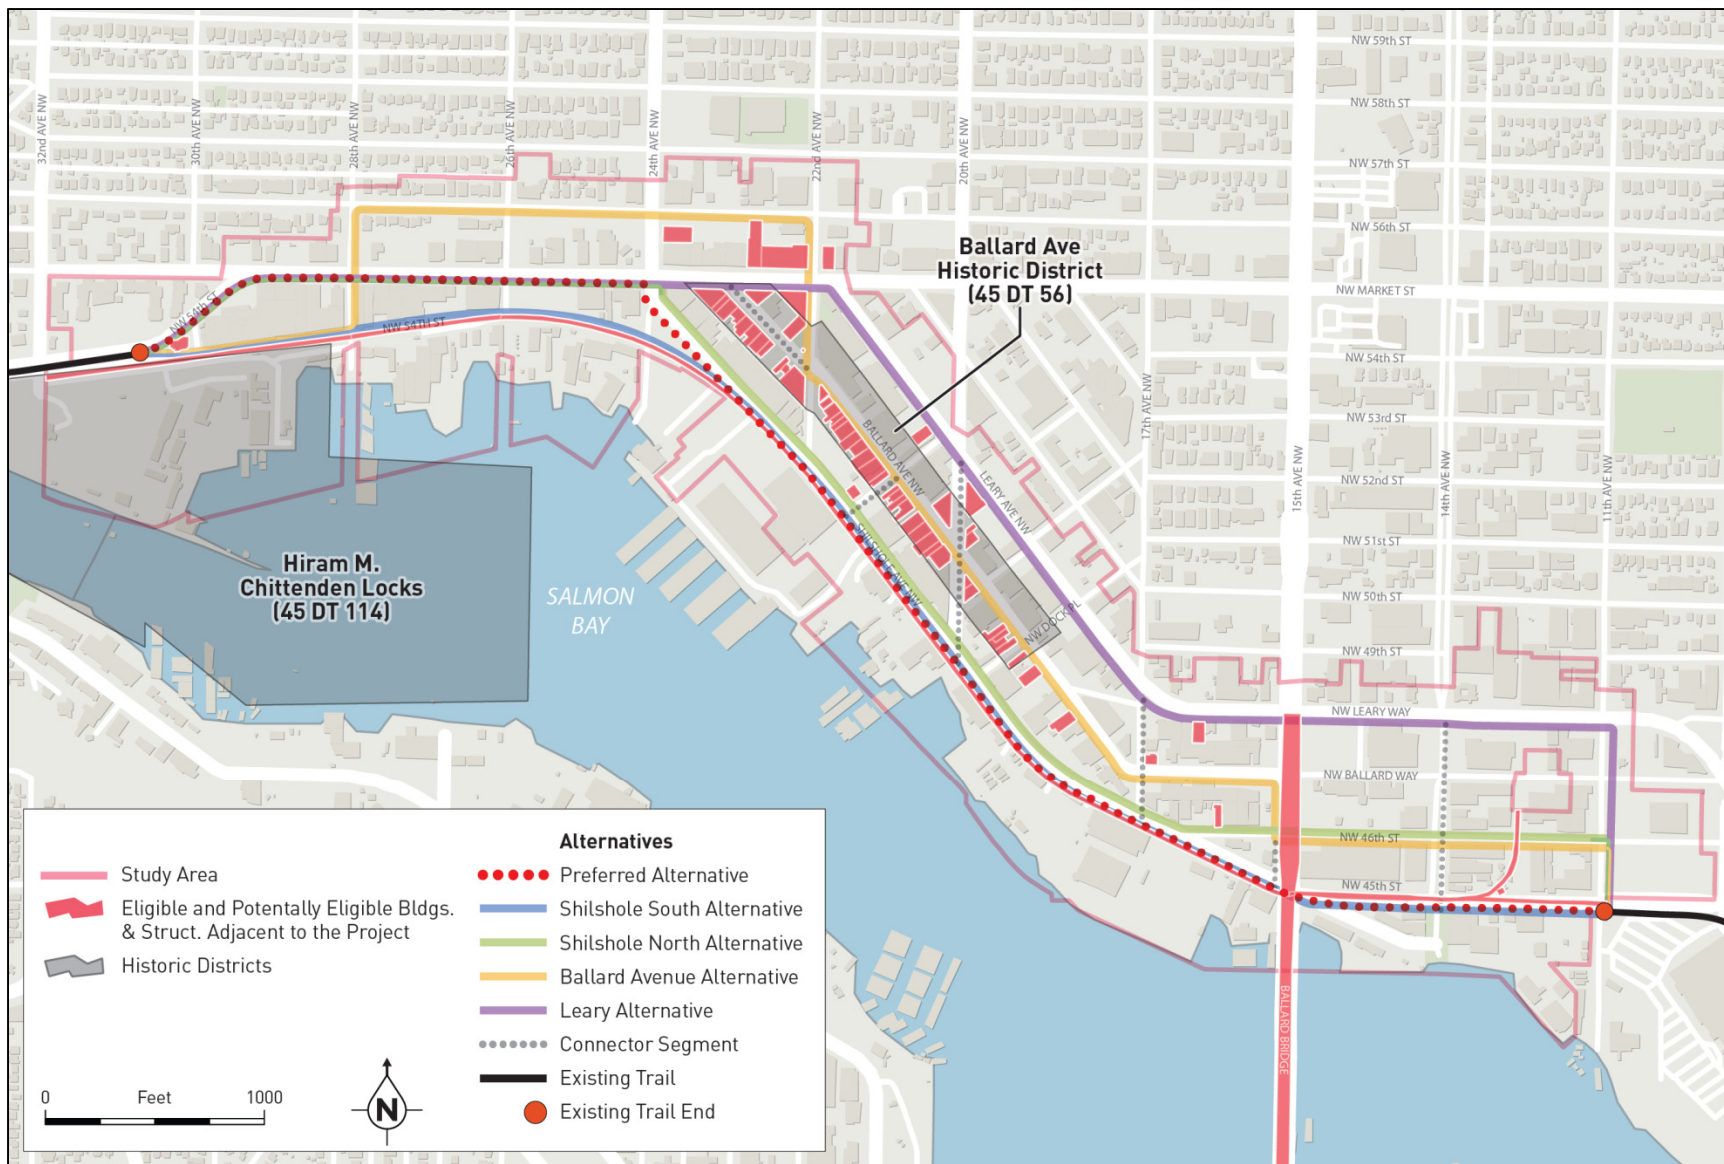 NW 59th ST
NW 58th ST
NW 57th ST
NW 56th ST
NW MARKET ST
NW 54th ST
NW 53rd ST
NW 52nd ST
NW 51st ST
NW 50th ST
NW 49th ST
NW LEARY WAY
NW BALLARD WAY
NW 46th ST
NW 45th ST
32nd AVE NW
30th AVE NW
28th AVE NW
26th AVE NW
24th AVE NW
22nd AVE NW
20th AVE NW
17th AVE NW
15th AVE NW
14th AVE NW
11th AVE NW
NW 54th ST
NW 54TH ST
BALLARD AVE NW
LEARY AVE NW
SHILSHOLE AVE NW
NW DOCK PL
BALLARD BRIDGE
Ballard Ave
Historic District
(45 DT 56)
Hiram M.
Chittenden Locks
(45 DT 114)
SALMON
BAY
Study Area
Eligible and Potentally Eligible Bldgs.
& Struct. Adjacent to the Project
Historic Districts
0 Feet 1000
N
Alternatives
Preferred Alternative
Shilshole South Alternative
Shilshole North Alternative
Ballard Avenue Alternative
Leary Alternative
Connector Segment
Existing Trail
Existing Trail End